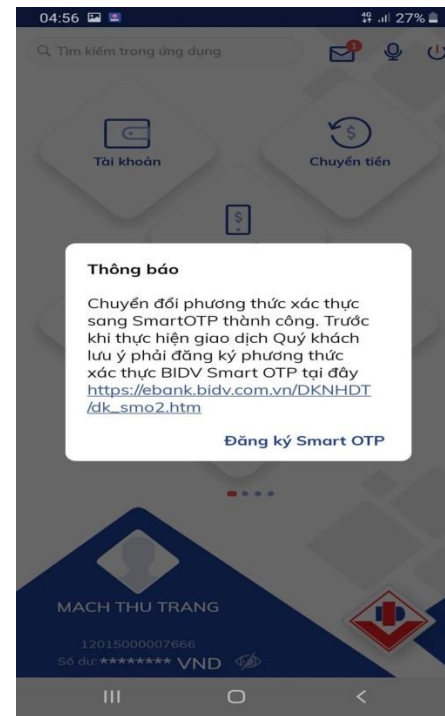 04:56
4G
27%
Tìm kiếm trong ứng dụng
1
Tài khoản
Chuyển tiền
Thông báo
Chuyển đổi phương thức xác thực
sang SmartOTP thành công. Trước
khi thực hiện giao dịch Quý khách
lưu ý phải đăng ký phương thức
xác thực BIDV Smart OTP tại đây
https://ebank.bidv.com.vn/DKNHDT
/dk_smo2.htm
Đăng ký Smart OTP
MACH THU TRANG
12015000007666
Số dư:******** VND